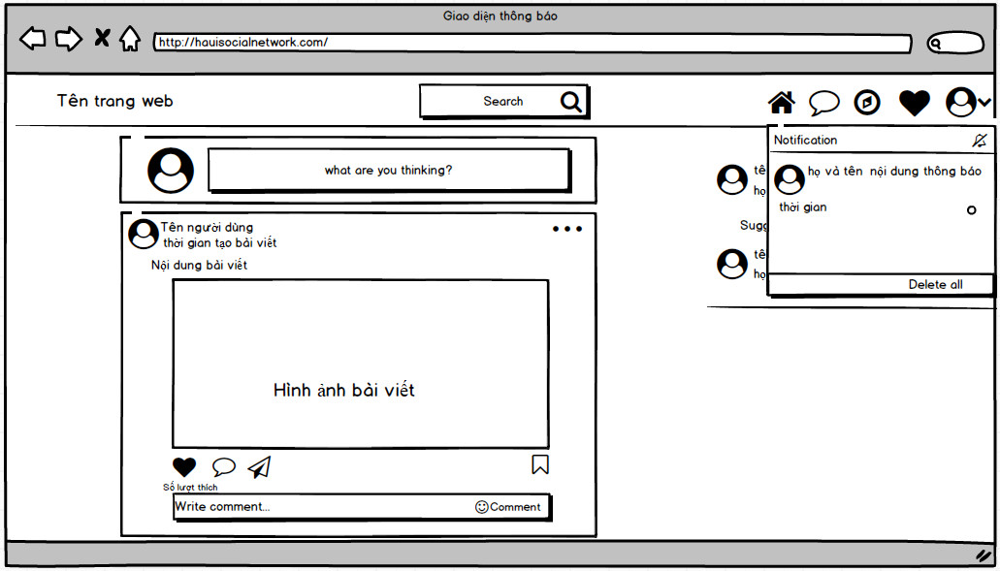 Giao diện thông báo
http://hauisocialnetwork.com/
Tên trang web
Search
Notification
what are you thinking?
tê
họ
họ và tên nội dung thông báo
thời gian
Tên người dùng
thời gian tạo bài viết
Sugg
Nội dung bài viết
tê
họ
Delete all
Hình ảnh bài viết
Số lượt thích
Write comment...
Comment